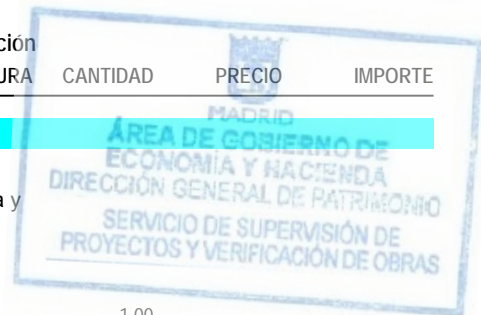 ción
URA CANTIDAD PRECIO IMPORTE
MADRID
ÁREA DE GOBIERNO DE
ECONOMÍA Y HACIENDA
DIRECCIÓN GENERAL DE PATRIMONIO
a y
SERVICIO DE SUPERVISIÓN DE
PROYECTOS Y VERIFICACIÓN DE OBRAS
1,00